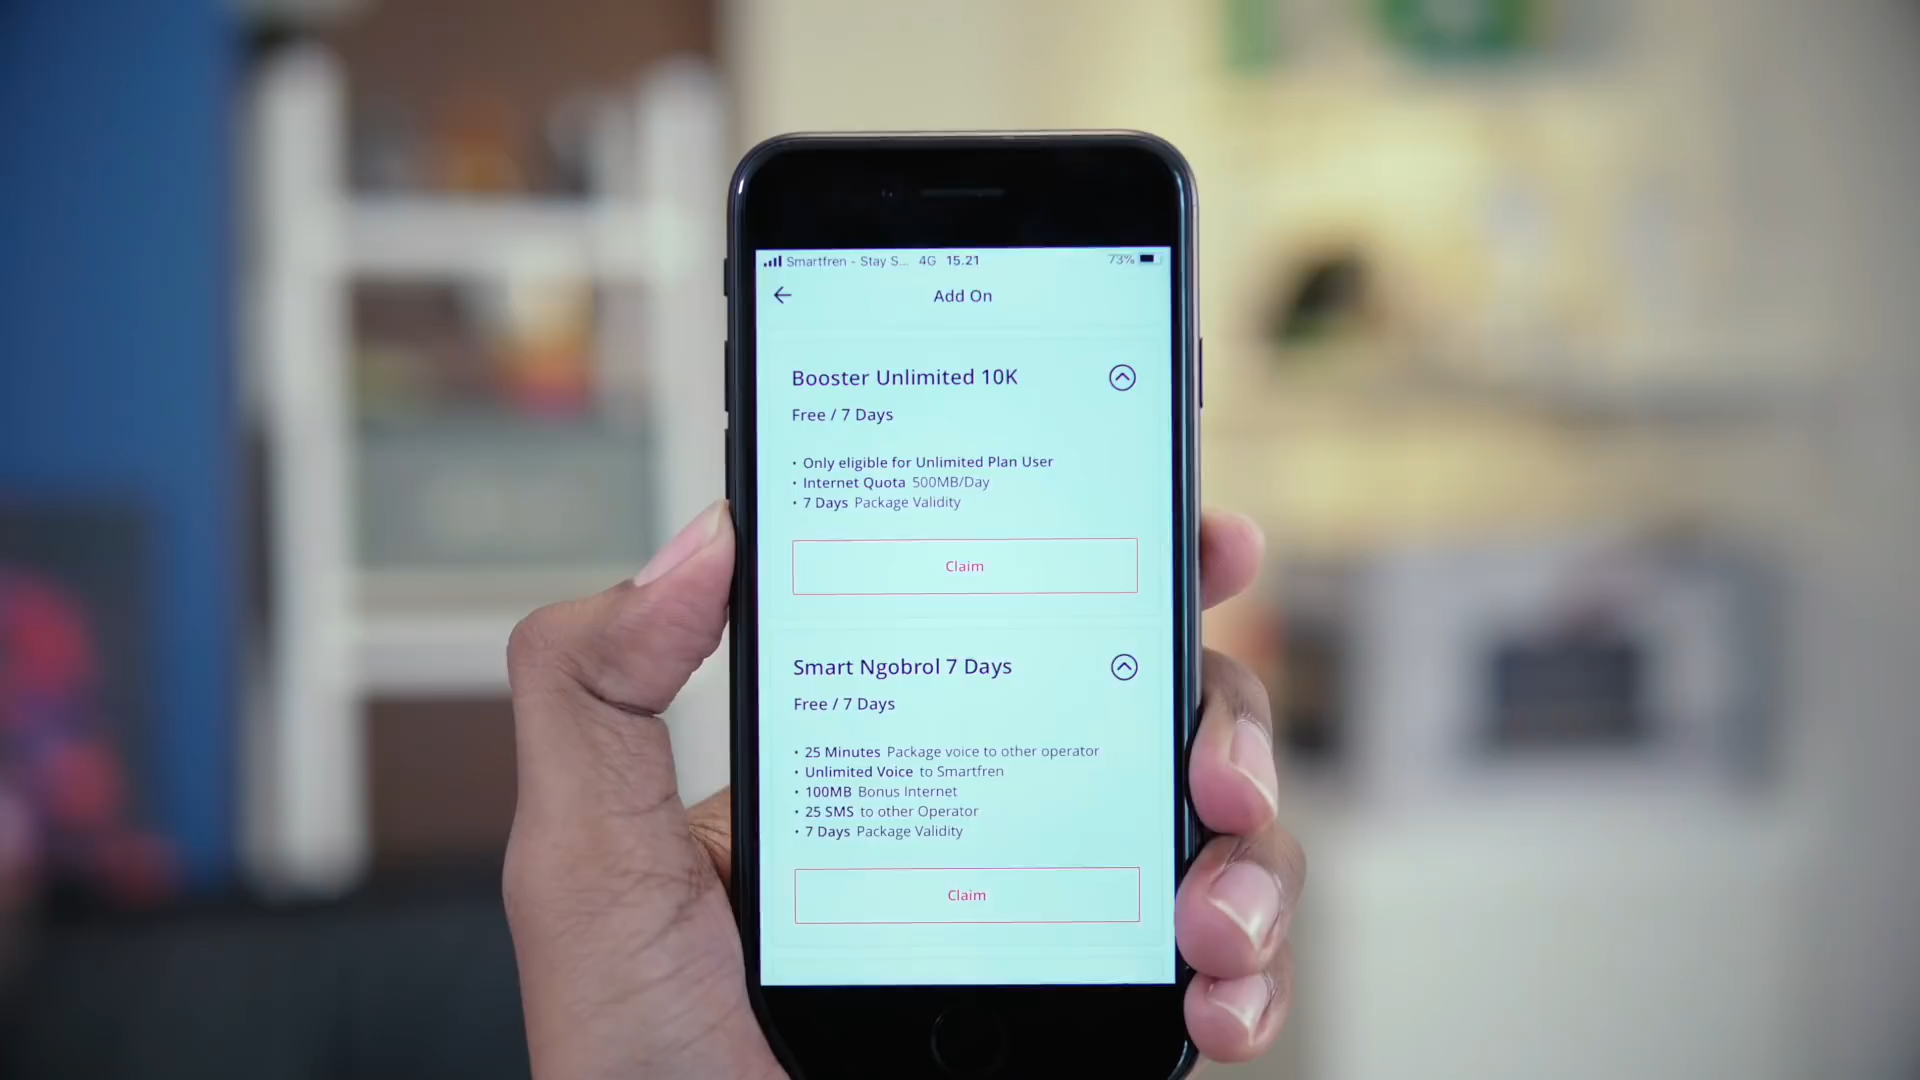 Smartfren - Stay S... 4G 15.21 73%
Add On
Booster Unlimited 10K
Free / 7 Days
• Only eligible for Unlimited Plan User
• Internet Quota 500MB/Day
• 7 Days Package Validity
Claim
Smart Ngobrol 7 Days
Free / 7 Days
• 25 Minutes Package voice to other operator
• Unlimited Voice to Smartfren
• 100MB Bonus Internet
• 25 SMS to other Operator
• 7 Days Package Validity
Claim